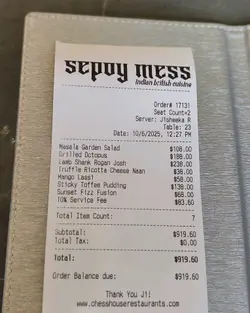 sepoy mess
indian british cuisine
Order# 17131
Seat Count=2
Server: Jisheeka R
Table: 23
Date: 10/6/2025, 12:27 PM
Masala Garden Salad $108.00
Grilled Octopus $188.00
Lamb Shank Rogan Josh $238.00
Truffle Ricotta Cheese Naan $38.00
Mango Lassi $58.00
Sticky Toffee Pudding $138.00
Sunset Fizz Fusion $68.00
10% Service Fee $83.60
Total Item Count: 7
Subtotal: $919.60
Total Tax: $0.00
Total: $919.60
Order Balance due: $919.60
Thank You J1!
www.chesshouserestaurants.com